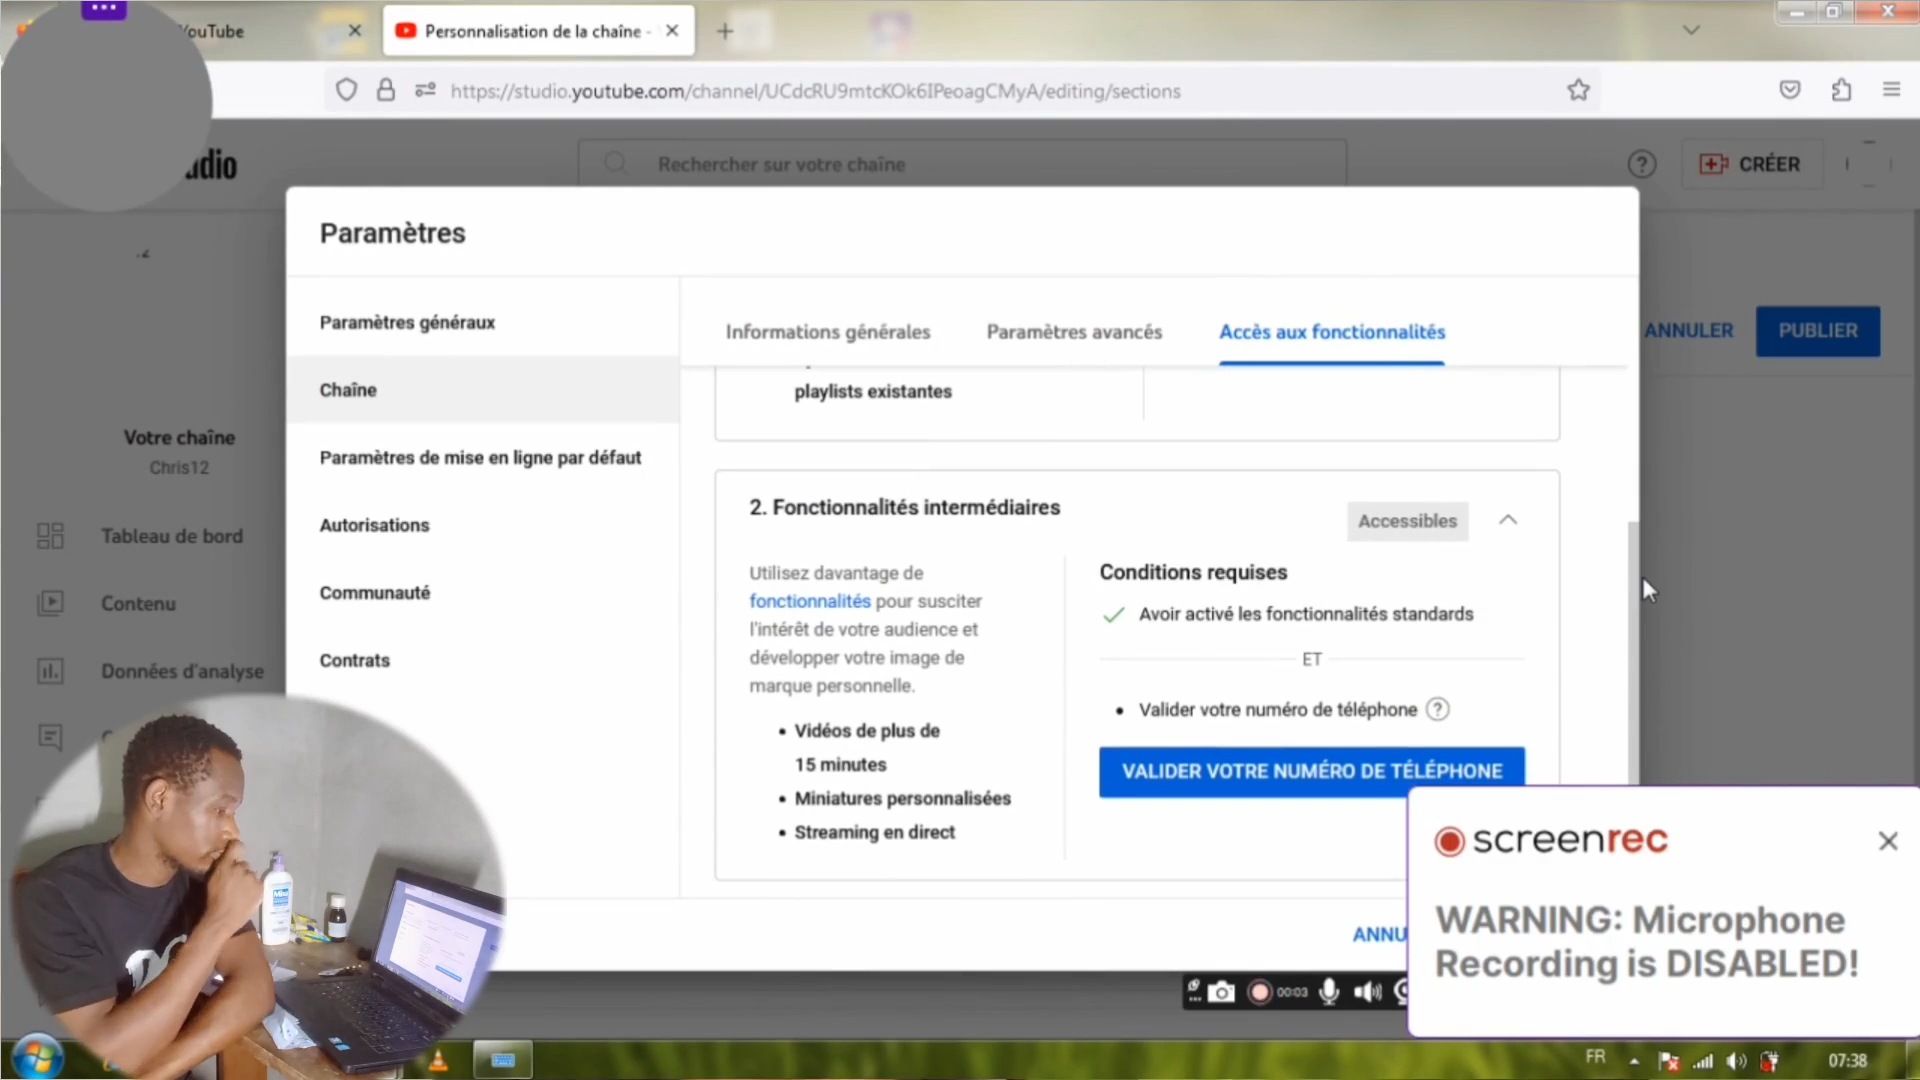 YouTube
Personnalisation de la chaîne -
https://studio.youtube.com/channel/UCdcRU9mtcKOk6IPeoagCMyA/editing/sections
Rechercher sur votre chaîne
CRÉER
Paramètres
ANNULER
PUBLIER
Votre chaîne
Chris12
Tableau de bord
Contenu
Données d'analyse
Paramètres généraux
Chaîne
Paramètres de mise en ligne par défaut
Autorisations
Communauté
Contrats
Informations générales
Paramètres avancés
Accès aux fonctionnalités
playlists existantes
2. Fonctionnalités intermédiaires
Accessibles
Utilisez davantage de
fonctionnalités pour susciter
l'intérêt de votre audience et
développer votre image de
marque personnelle.
• Vidéos de plus de
15 minutes
• Miniatures personnalisées
• Streaming en direct
Conditions requises
Avoir activé les fonctionnalités standards
ET
• Valider votre numéro de téléphone
VALIDER VOTRE NUMÉRO DE TÉLÉPHONE
screenrec
WARNING: Microphone
Recording is DISABLED!
00:03
FR
07:38